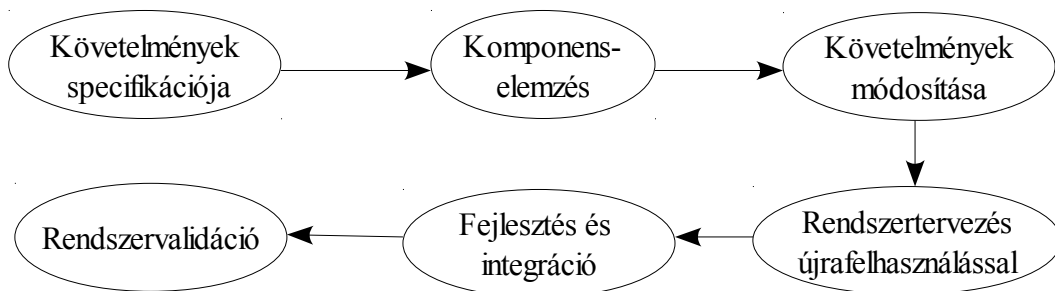 Követelmények
specifikációja
Komponens-
elemzés
Követelmények
módosítása
Rendszertervezés
újrafelhasználással
Fejlesztés és
integráció
Rendszervalidáció